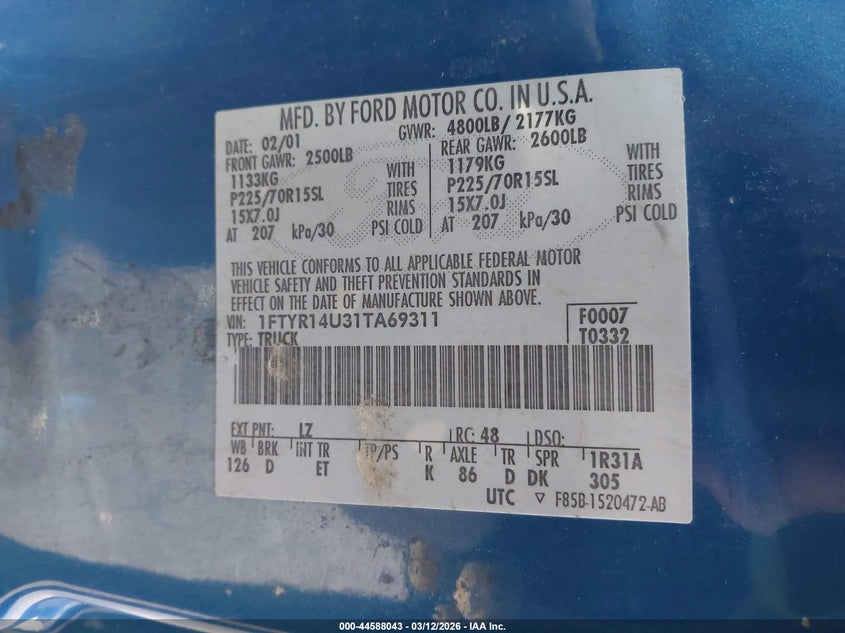 MFD. BY FORD MOTOR CO. IN U.S.A.
DATE: 02/01 GVWR: 4800LB/ 2177KG
FRONT GAWR: 2500LB REAR GAWR: 2600LB
1133KG WITH 1179KG WITH
P225/70R15SL TIRES P225/70R15SL TIRES
15X7.0J RIMS 15X7.0J RIMS
AT 207 kPa/30 PSI COLD AT 207 kPa/30 PSI COLD
THIS VEHICLE CONFORMS TO ALL APPLICABLE FEDERAL MOTOR
VEHICLE SAFETY AND THEFT PREVENTION STANDARDS IN
EFFECT ON THE DATE OF MANUFACTURE SHOWN ABOVE.
VIN: 1FTYR14U31TA69311 F0007
TYPE: TRUCK T0332
EXT PNT: LZ RC: 48 DSO:
WB BRK INT TR TP/PS R AXLE TR SPR 1R31A
126 D ET K 86 D DK 305
UTC ▽ F85B-1520472-AB
000-44588043 - 03/12/2026 - IAA Inc.